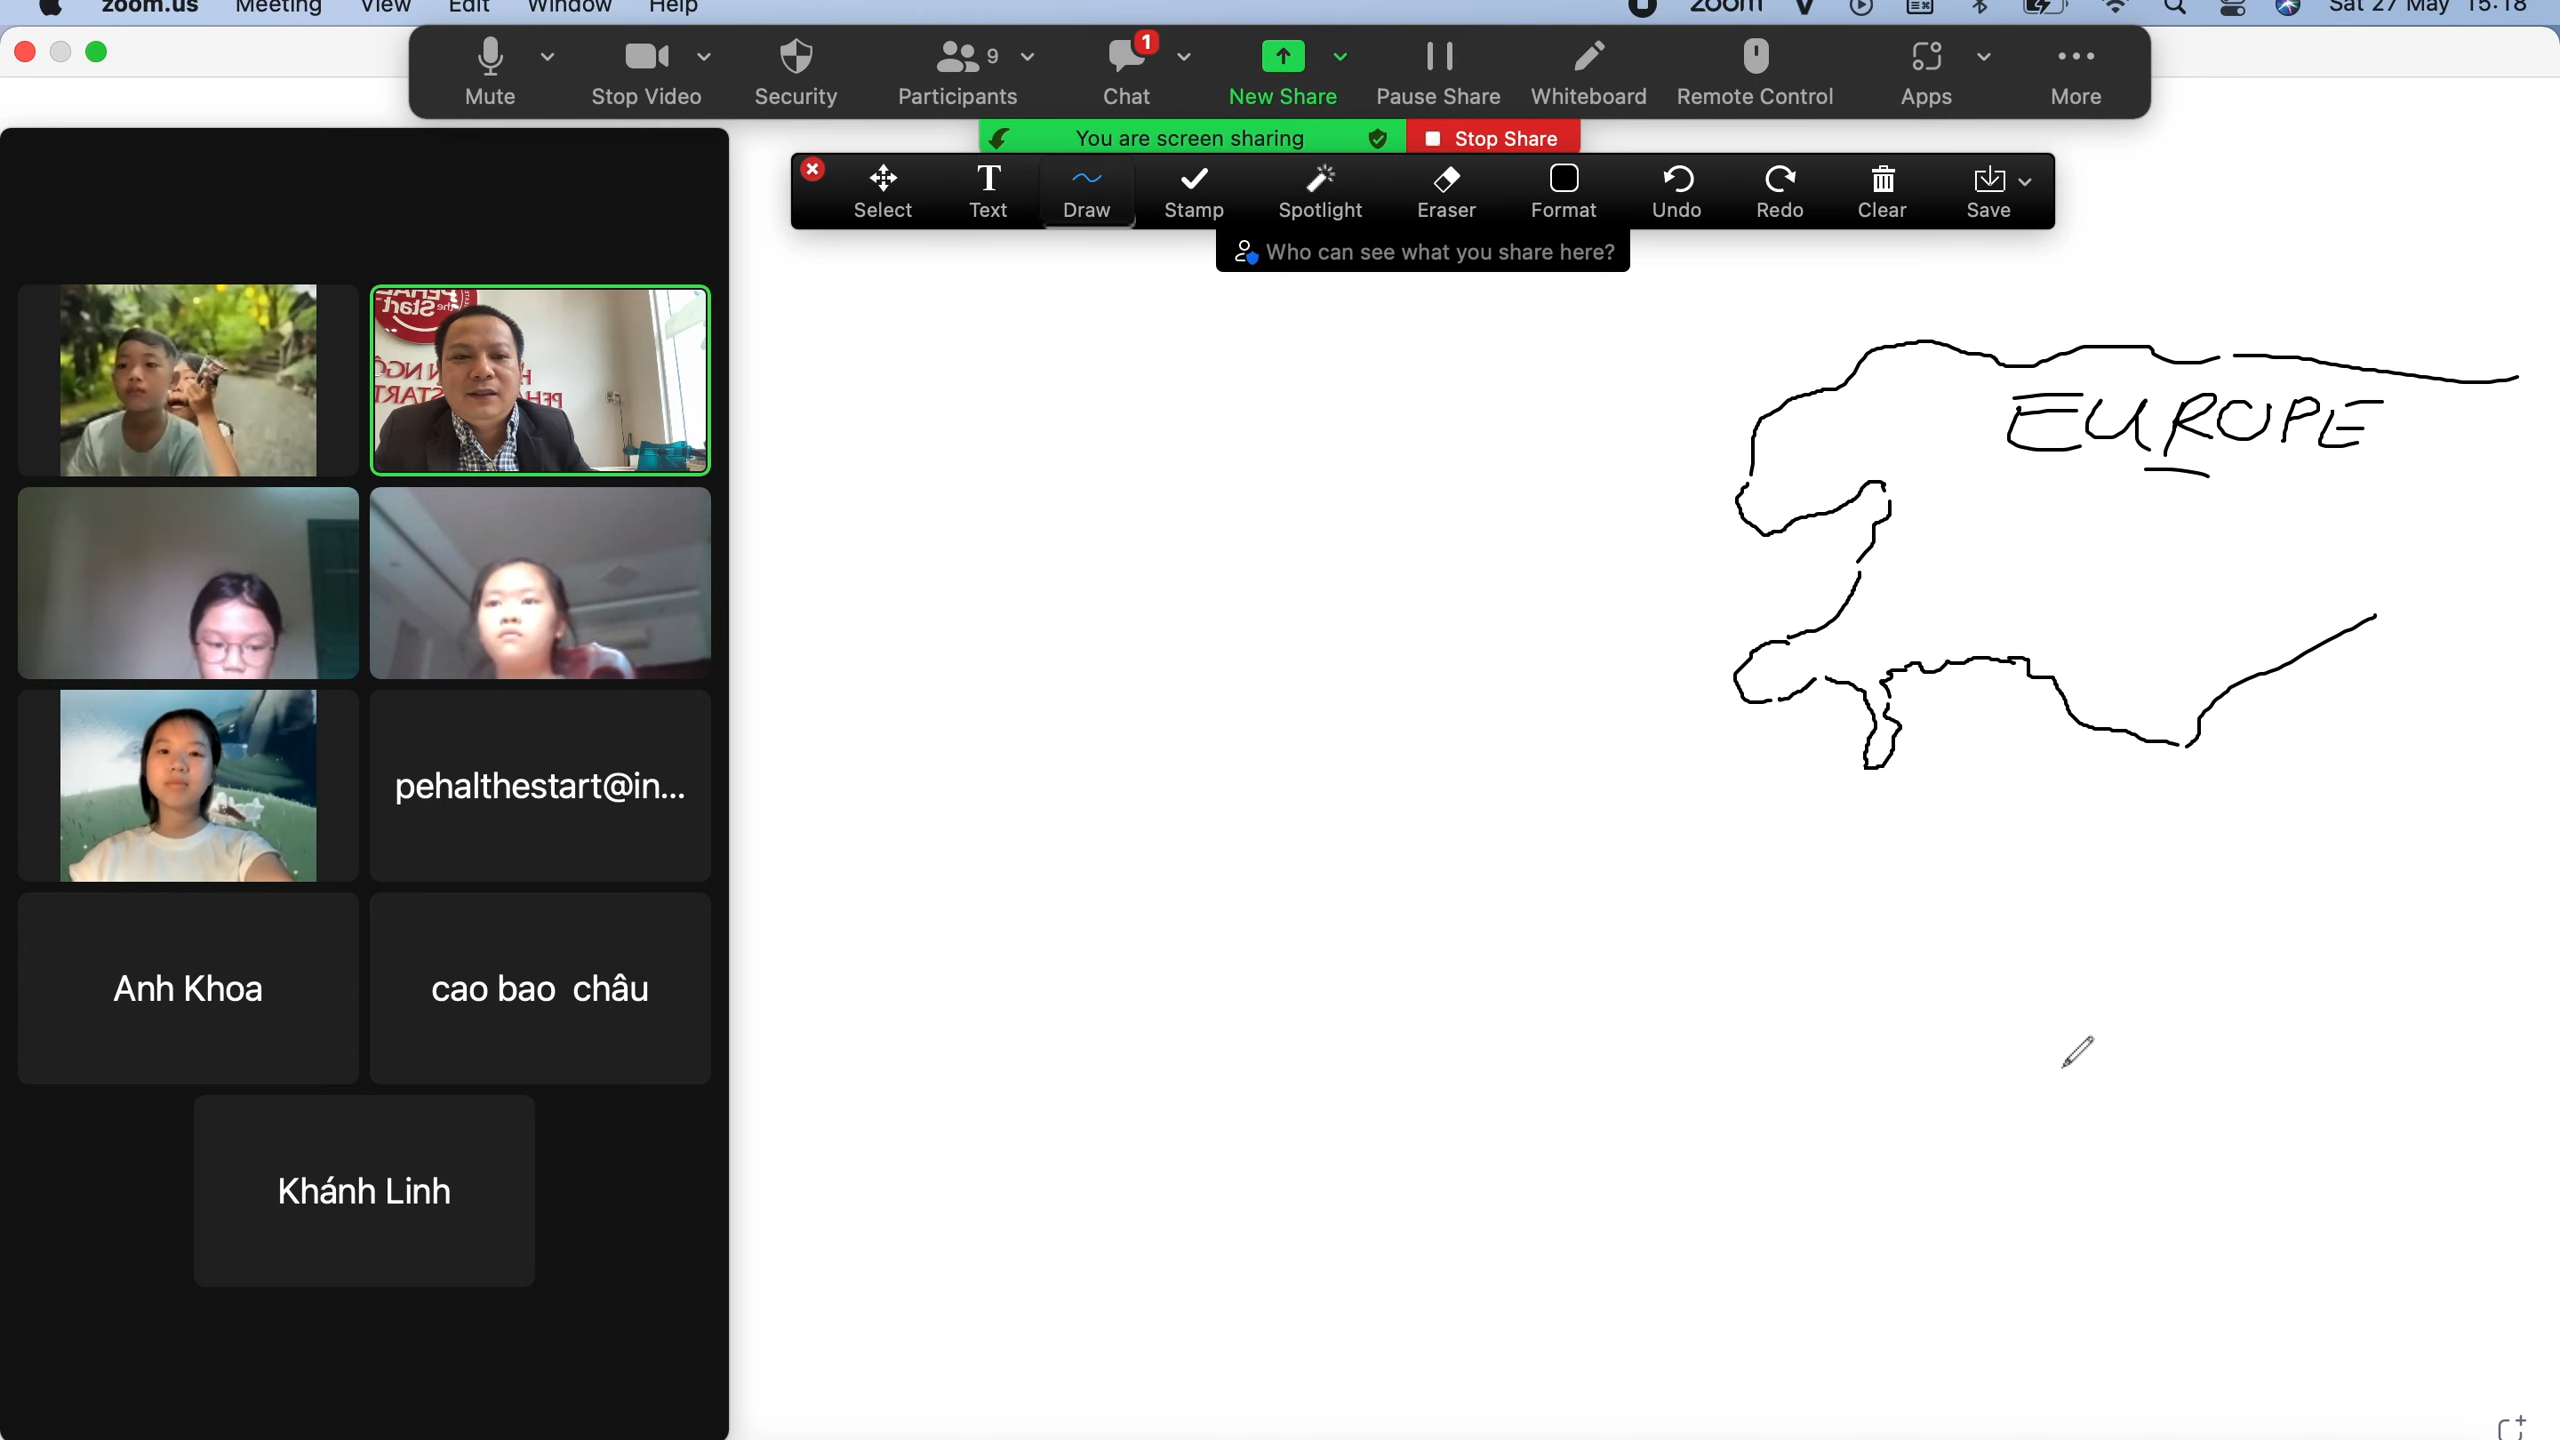 zoom.us Meeting View Edit Window Help zoom Sat 27 May 15:18
Mute Stop Video Security Participants 9 Chat 1 New Share Pause Share Whiteboard Remote Control Apps More
You are screen sharing Stop Share
Select Text Draw Stamp Spotlight Eraser Format Undo Redo Clear Save
Who can see what you share here?
EUROPE
the Start
pehalthestart@in...
Anh Khoa
cao bao châu
Khánh Linh